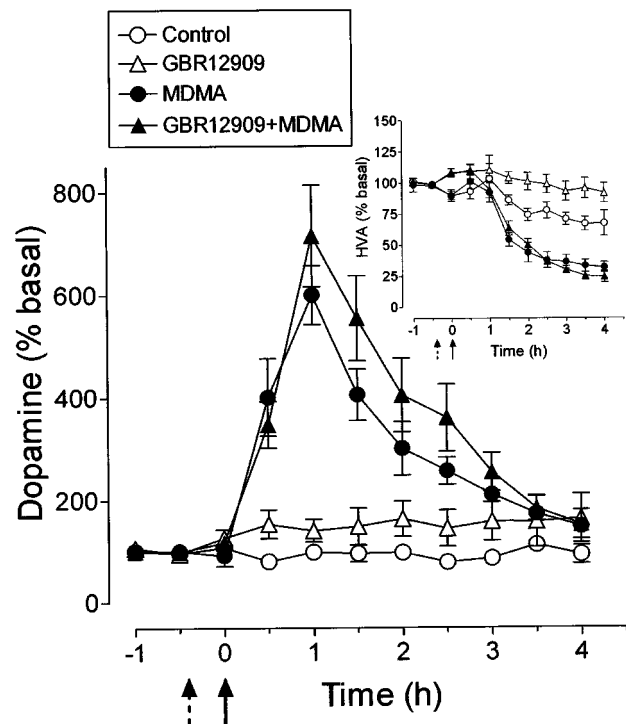 Control
GBR12909
MDMA
GBR12909+MDMA
150
125
100
75
50
25
0
HVA (% basal)
-1 0 1 2 3 4
Time (h)
800
600
400
200
0
Dopamine (% basal)
-1 0 1 2 3 4
Time (h)